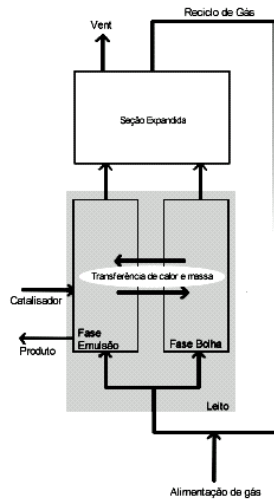 Reciclo de Gás
Vent
Seção Expandida
Transferência de calor e massa
Catalisador
Fase
Emulsão
Fase Bolha
Produto
Leito
Alimentação de gás